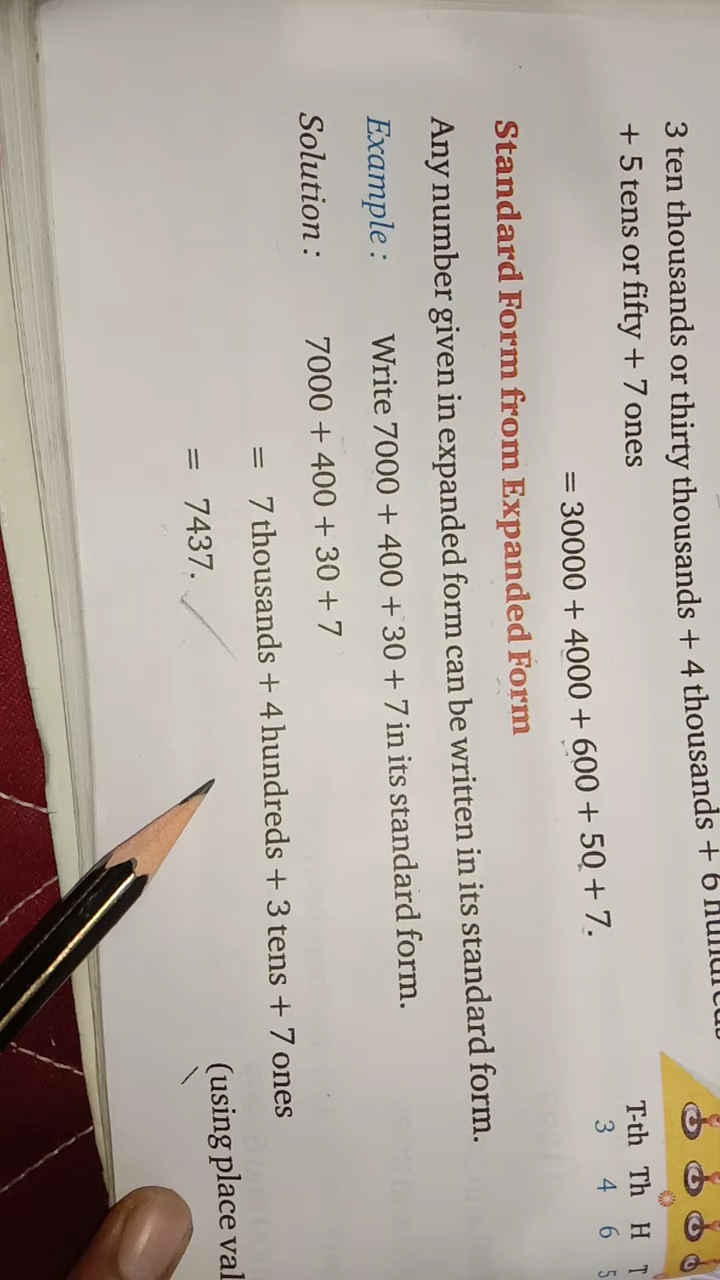 3 ten thousands or thirty thousands + 4 thousands + 6 hundreds
+ 5 tens or fifty + 7 ones
T-th Th H T
3 4 6 5
= 30000 + 4000 + 600 + 50 + 7.
Standard Form from Expanded Form
Any number given in expanded form can be written in its standard form.
Example : Write 7000 + 400 + 30 + 7 in its standard form.
Solution : 7000 + 400 + 30 + 7
= 7 thousands + 4 hundreds + 3 tens + 7 ones
(using place val
= 7437.